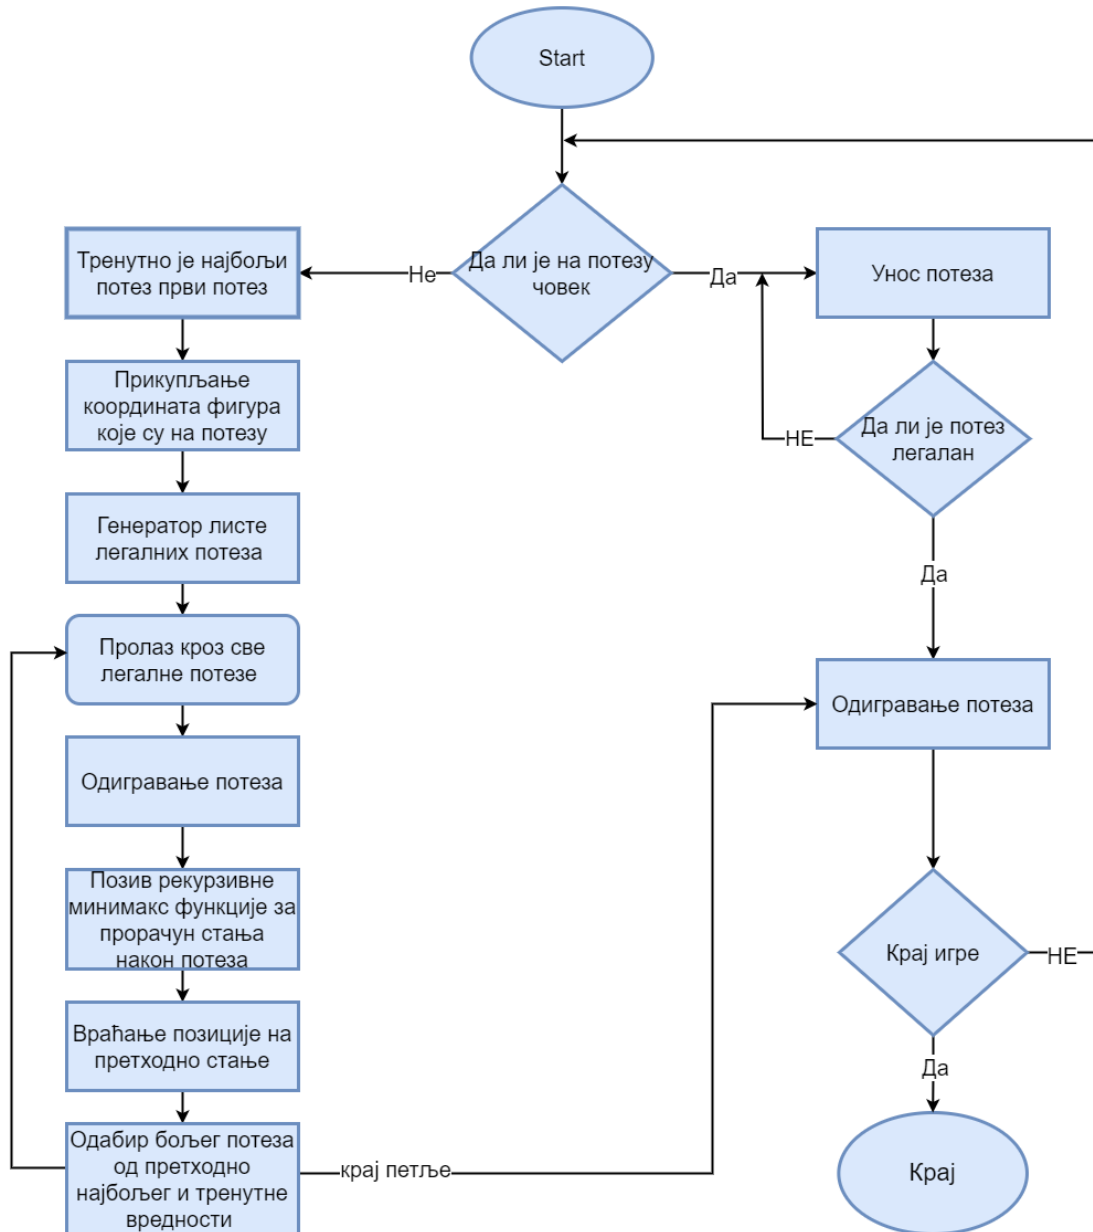 Start
Да ли је на потезу
човек
Не
Да
Тренутно је најбољи
потез први потез
Унос потеза
Прикупљање
координата фигура
које су на потезу
Да ли је потез
легалан
НЕ
Да
Генератор листе
легалних потеза
Пролаз кроз све
легалне потезе
Одигравање потеза
Одигравање потеза
Позив рекурзивне
минимакс функције за
прорачун стања
након потеза
Крај игре
НЕ
Да
Враћање позиције на
претходно стање
Одабир бољег потеза
од претходно
најбољег и тренутне
вредности
крај петље
Крај